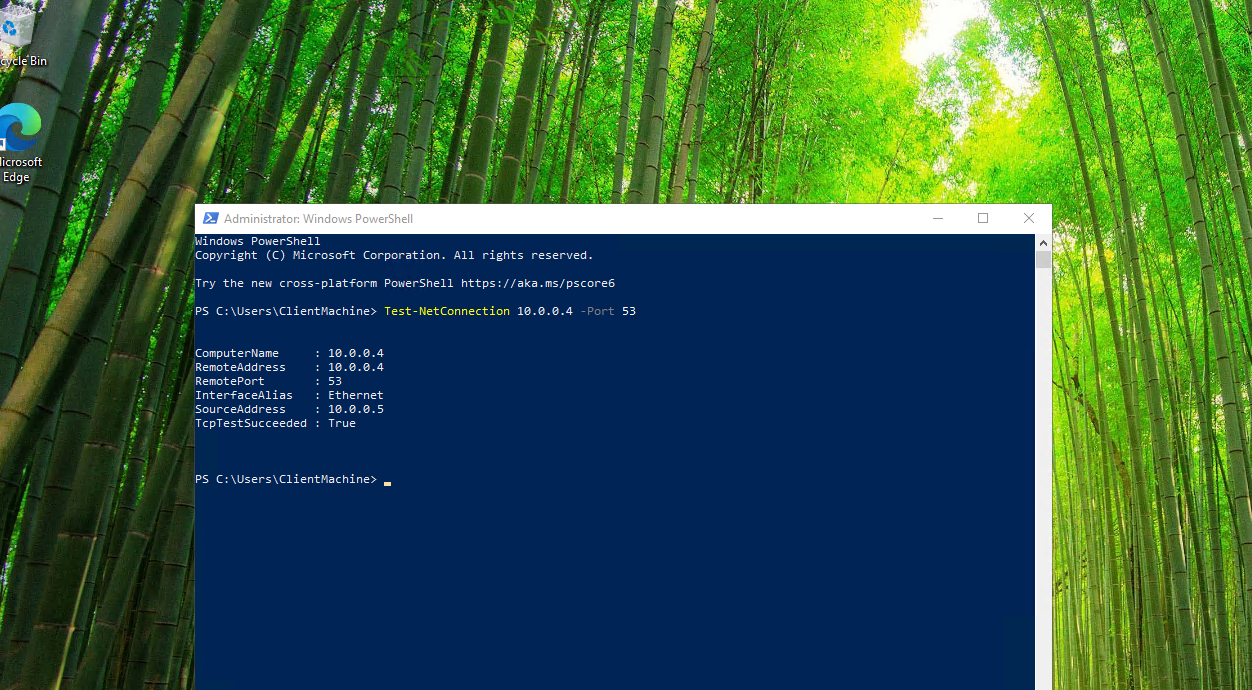 cycle Bin
Microsoft
Edge
Administrator: Windows PowerShell
Windows PowerShell
Copyright (C) Microsoft Corporation. All rights reserved.
Try the new cross-platform PowerShell https://aka.ms/pscore6
PS C:\Users\ClientMachine> Test-NetConnection 10.0.0.4 -Port 53
ComputerName     : 10.0.0.4
RemoteAddress    : 10.0.0.4
RemotePort       : 53
InterfaceAlias   : Ethernet
SourceAddress    : 10.0.0.5
TcpTestSucceeded : True
PS C:\Users\ClientMachine>